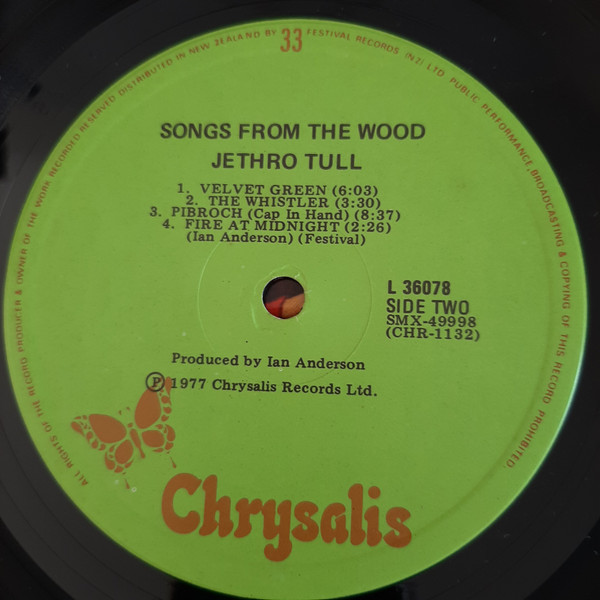 33
ALL RIGHTS OF THE RECORD PRODUCER & OWNER OF THE WORK RECORDED RESERVED DISTRIBUTED IN NEW ZEALAND BY FESTIVAL RECORDS (NZ) LTD. PUBLIC PERFORMANCE, BROADCASTING & COPYING OF THIS RECORD PROHIBITED.
SONGS FROM THE WOOD
JETHRO TULL
1. VELVET GREEN (6:03)
2. THE WHISTLER (3:30)
3. PIBROCH (Cap In Hand) (8:37)
4. FIRE AT MIDNIGHT (2:26)
(Ian Anderson) (Festival)
L 36078
SIDE TWO
SMX-49998
(CHR-1132)
Produced by Ian Anderson
Ⓟ 1977 Chrysalis Records Ltd.
Chrysalis